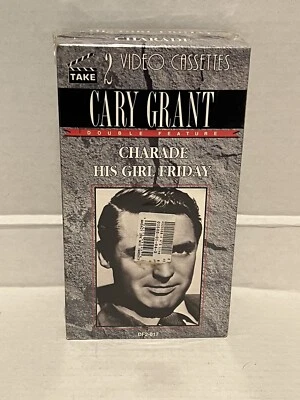 TAKE 2 VIDEO CASSETTES
CARY GRANT
DOUBLE FEATURE
CHARADE
HIS GIRL FRIDAY